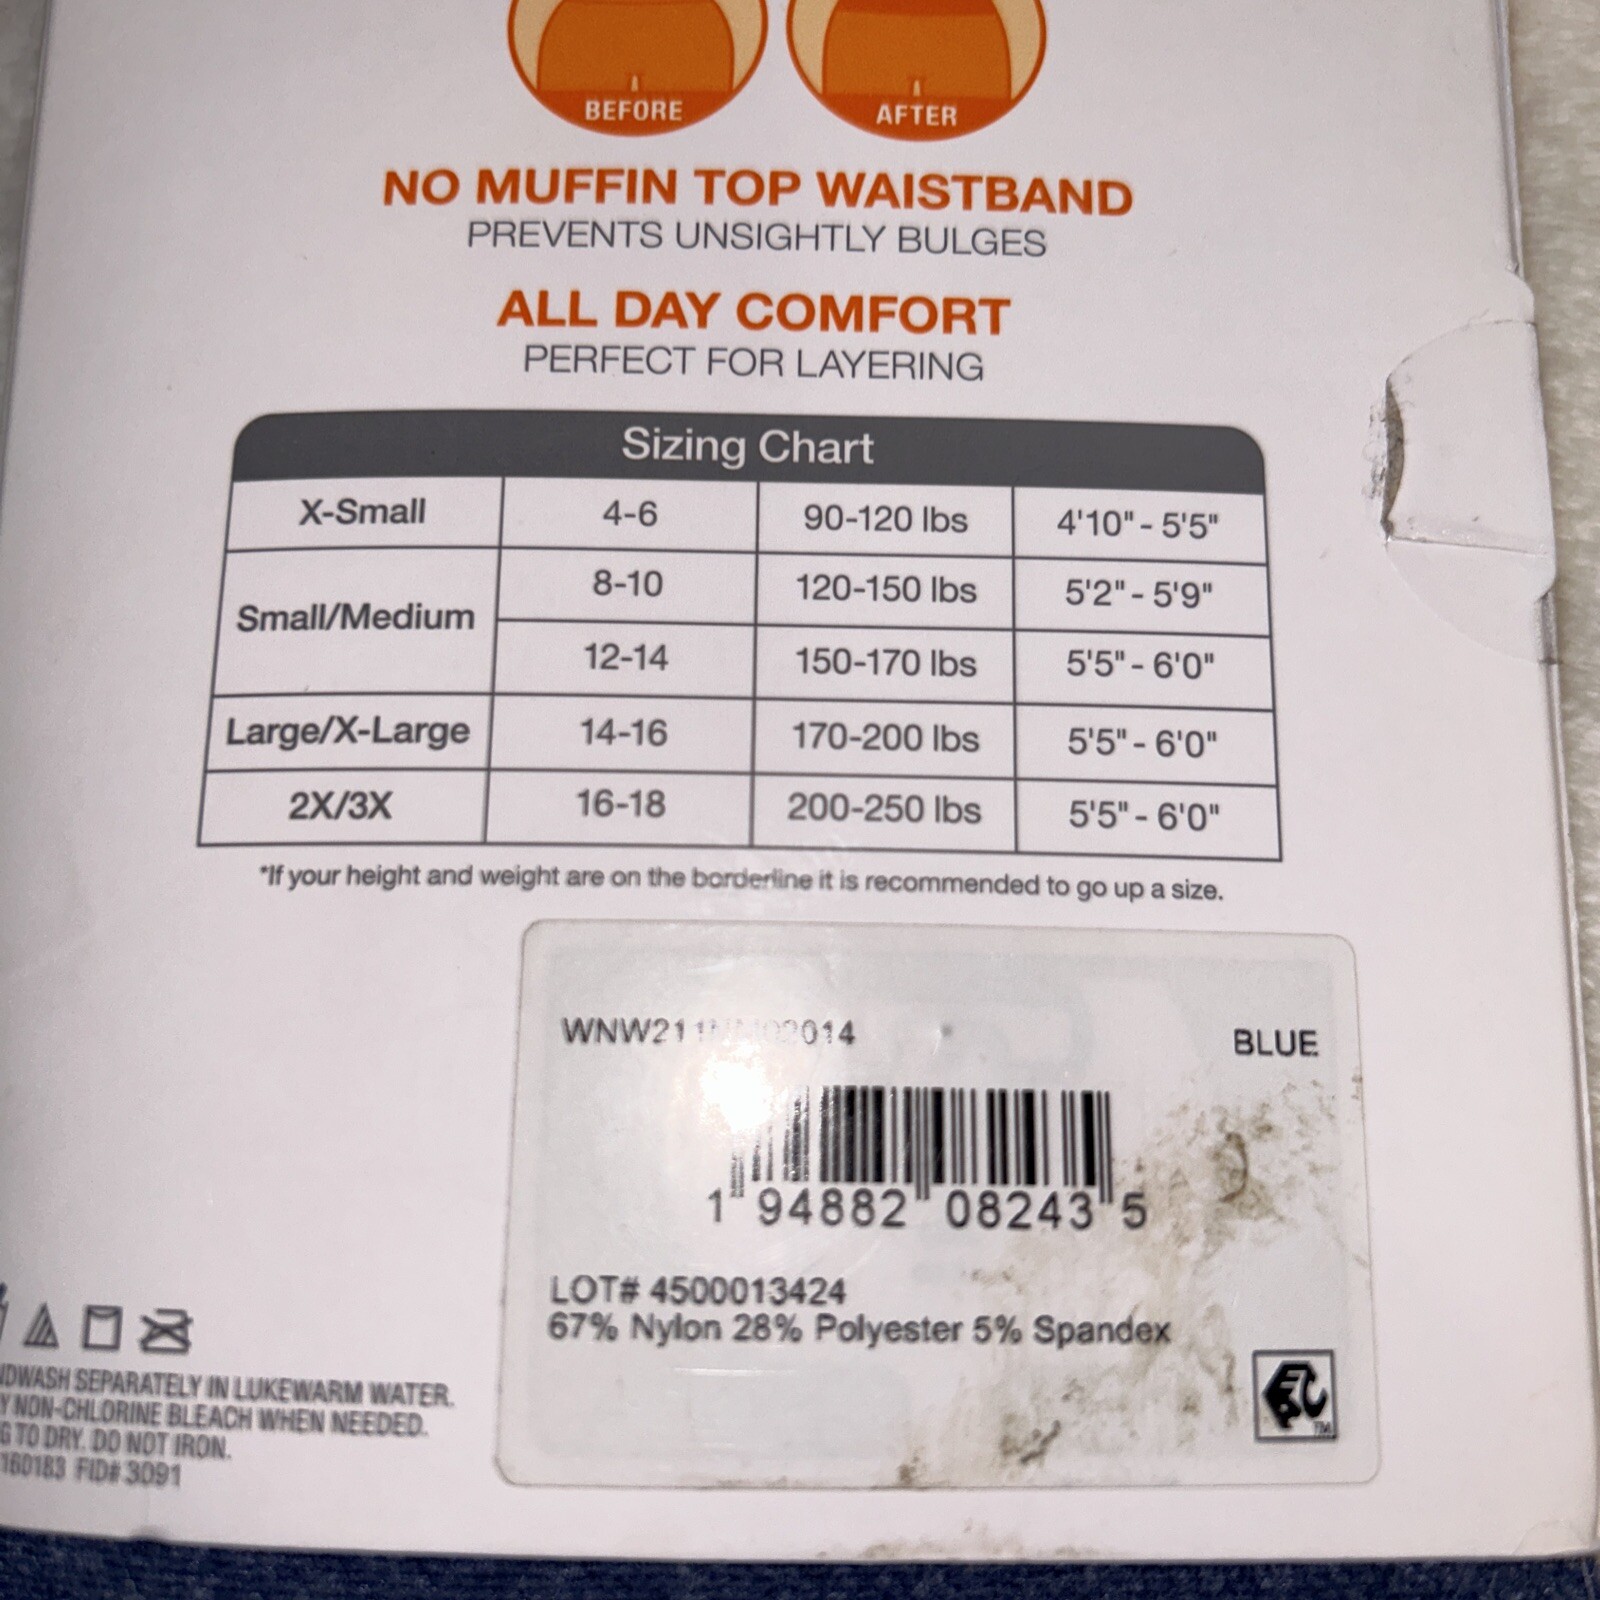 BEFORE AFTER
NO MUFFIN TOP WAISTBAND
PREVENTS UNSIGHTLY BULGES
ALL DAY COMFORT
PERFECT FOR LAYERING
Sizing Chart
X-Small 4-6 90-120 lbs 4'10" - 5'5"
Small/Medium 8-10 120-150 lbs 5'2" - 5'9"
12-14 150-170 lbs 5'5" - 6'0"
Large/X-Large 14-16 170-200 lbs 5'5" - 6'0"
2X/3X 16-18 200-250 lbs 5'5" - 6'0"
*If your height and weight are on the borderline it is recommended to go up a size.
BLUE
1 94882 08243 5
LOT# 4500013424
67% Nylon 28% Polyester 5% Spandex
TM
SEPARATELY IN LUKEWARM WATER.
NON-CHLORINE BLEACH WHEN NEEDED.
TO DRY. DO NOT IRON.
FID# 3091